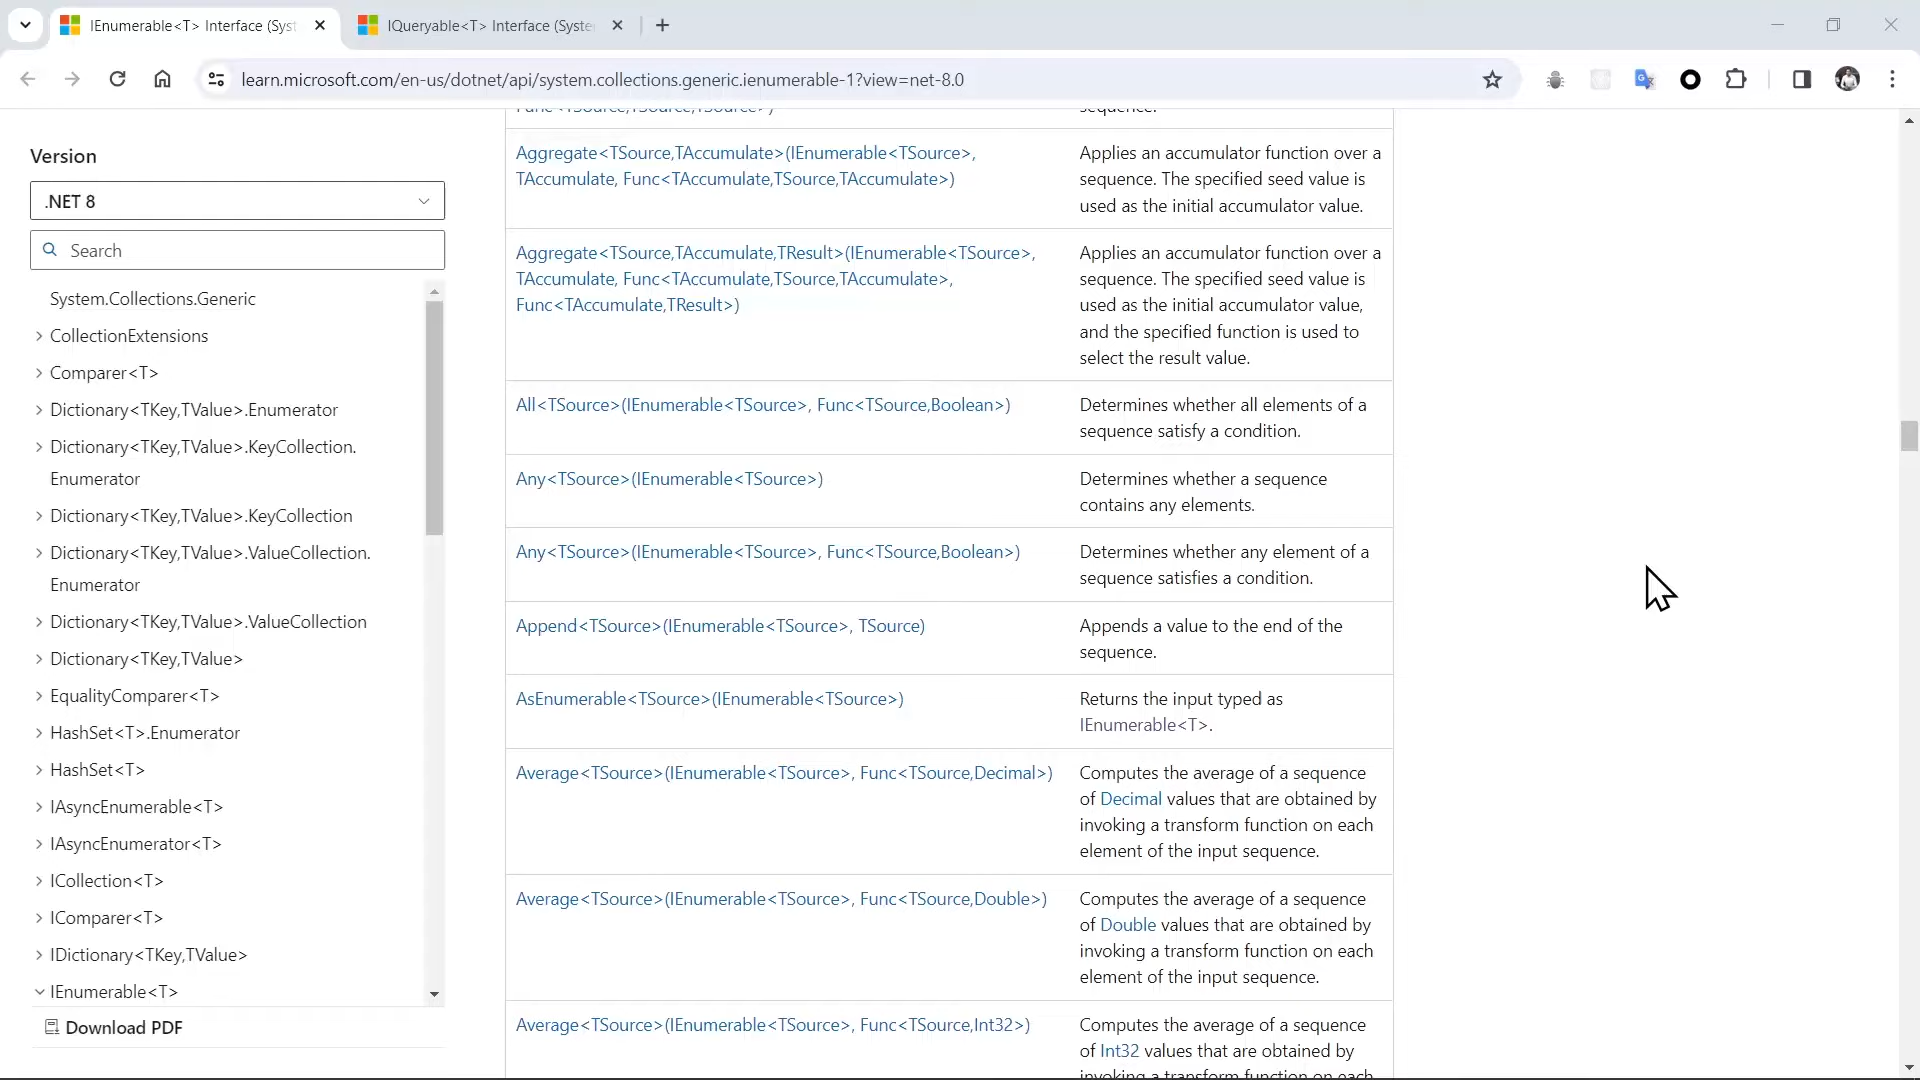 IEnumerable<T> Interface (Syst
IQueryable<T> Interface (Syste
learn.microsoft.com/en-us/dotnet/api/system.collections.generic.ienumerable-1?view=net-8.0
Version
.NET 8
Search
System.Collections.Generic
CollectionExtensions
Comparer<T>
Dictionary<TKey,TValue>.Enumerator
Dictionary<TKey,TValue>.KeyCollection.
Enumerator
Dictionary<TKey,TValue>.KeyCollection
Dictionary<TKey,TValue>.ValueCollection.
Enumerator
Dictionary<TKey,TValue>.ValueCollection
Dictionary<TKey,TValue>
EqualityComparer<T>
HashSet<T>.Enumerator
HashSet<T>
IAsyncEnumerable<T>
IAsyncEnumerator<T>
ICollection<T>
IComparer<T>
IDictionary<TKey,TValue>
IEnumerable<T>
Download PDF
Func<TSource,TSource,TSource>)
sequence.
Aggregate<TSource,TAccumulate>(IEnumerable<TSource>,
TAccumulate, Func<TAccumulate,TSource,TAccumulate>)
Applies an accumulator function over a
sequence. The specified seed value is
used as the initial accumulator value.
Aggregate<TSource,TAccumulate,TResult>(IEnumerable<TSource>,
TAccumulate, Func<TAccumulate,TSource,TAccumulate>,
Func<TAccumulate,TResult>)
Applies an accumulator function over a
sequence. The specified seed value is
used as the initial accumulator value,
and the specified function is used to
select the result value.
All<TSource>(IEnumerable<TSource>, Func<TSource,Boolean>)
Determines whether all elements of a
sequence satisfy a condition.
Any<TSource>(IEnumerable<TSource>)
Determines whether a sequence
contains any elements.
Any<TSource>(IEnumerable<TSource>, Func<TSource,Boolean>)
Determines whether any element of a
sequence satisfies a condition.
Append<TSource>(IEnumerable<TSource>, TSource)
Appends a value to the end of the
sequence.
AsEnumerable<TSource>(IEnumerable<TSource>)
Returns the input typed as
IEnumerable<T>.
Average<TSource>(IEnumerable<TSource>, Func<TSource,Decimal>)
Computes the average of a sequence
of Decimal values that are obtained by
invoking a transform function on each
element of the input sequence.
Average<TSource>(IEnumerable<TSource>, Func<TSource,Double>)
Computes the average of a sequence
of Double values that are obtained by
invoking a transform function on each
element of the input sequence.
Average<TSource>(IEnumerable<TSource>, Func<TSource,Int32>)
Computes the average of a sequence
of Int32 values that are obtained by
invoking a transform function on each